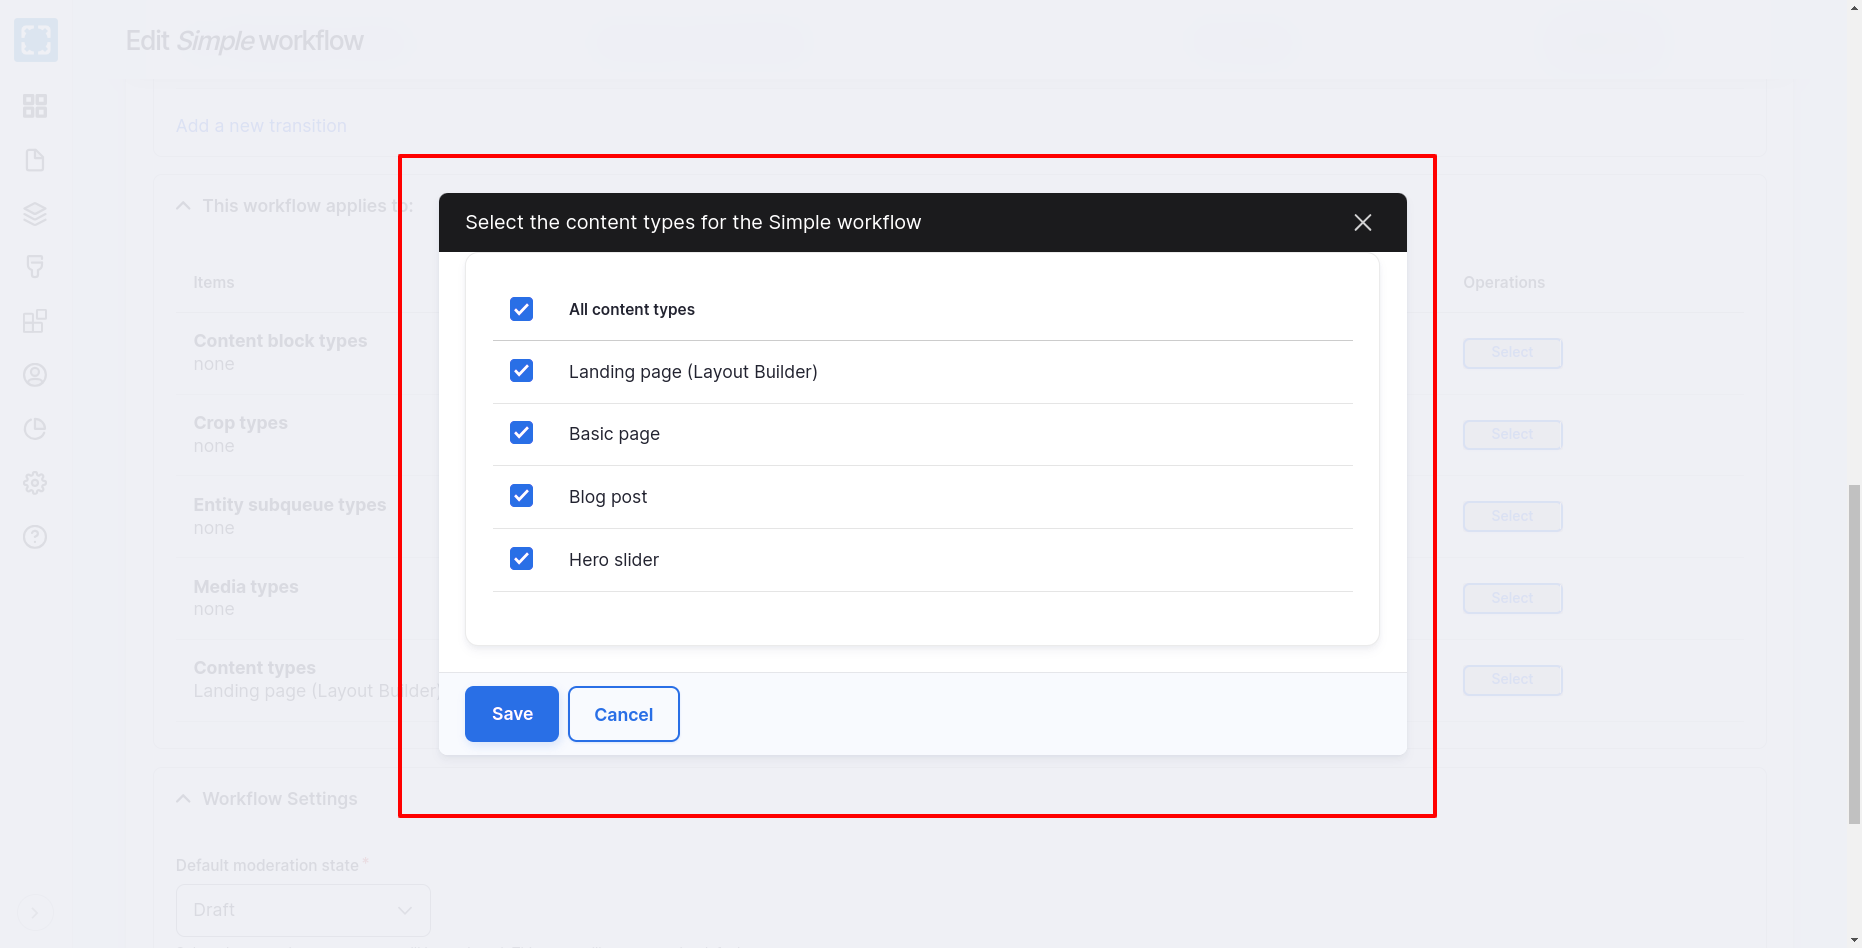 Edit Simple workflow
Add a new transition
This workflow applies to:
Items
Operations
Content block types
none
Select
Crop types
none
Select
Entity subqueue types
none
Select
Media types
none
Select
Content types
Landing page (Layout Builder)
Select
Select the content types for the Simple workflow
All content types
Landing page (Layout Builder)
Basic page
Blog post
Hero slider
Save
Cancel
Workflow Settings
Default moderation state *
Draft